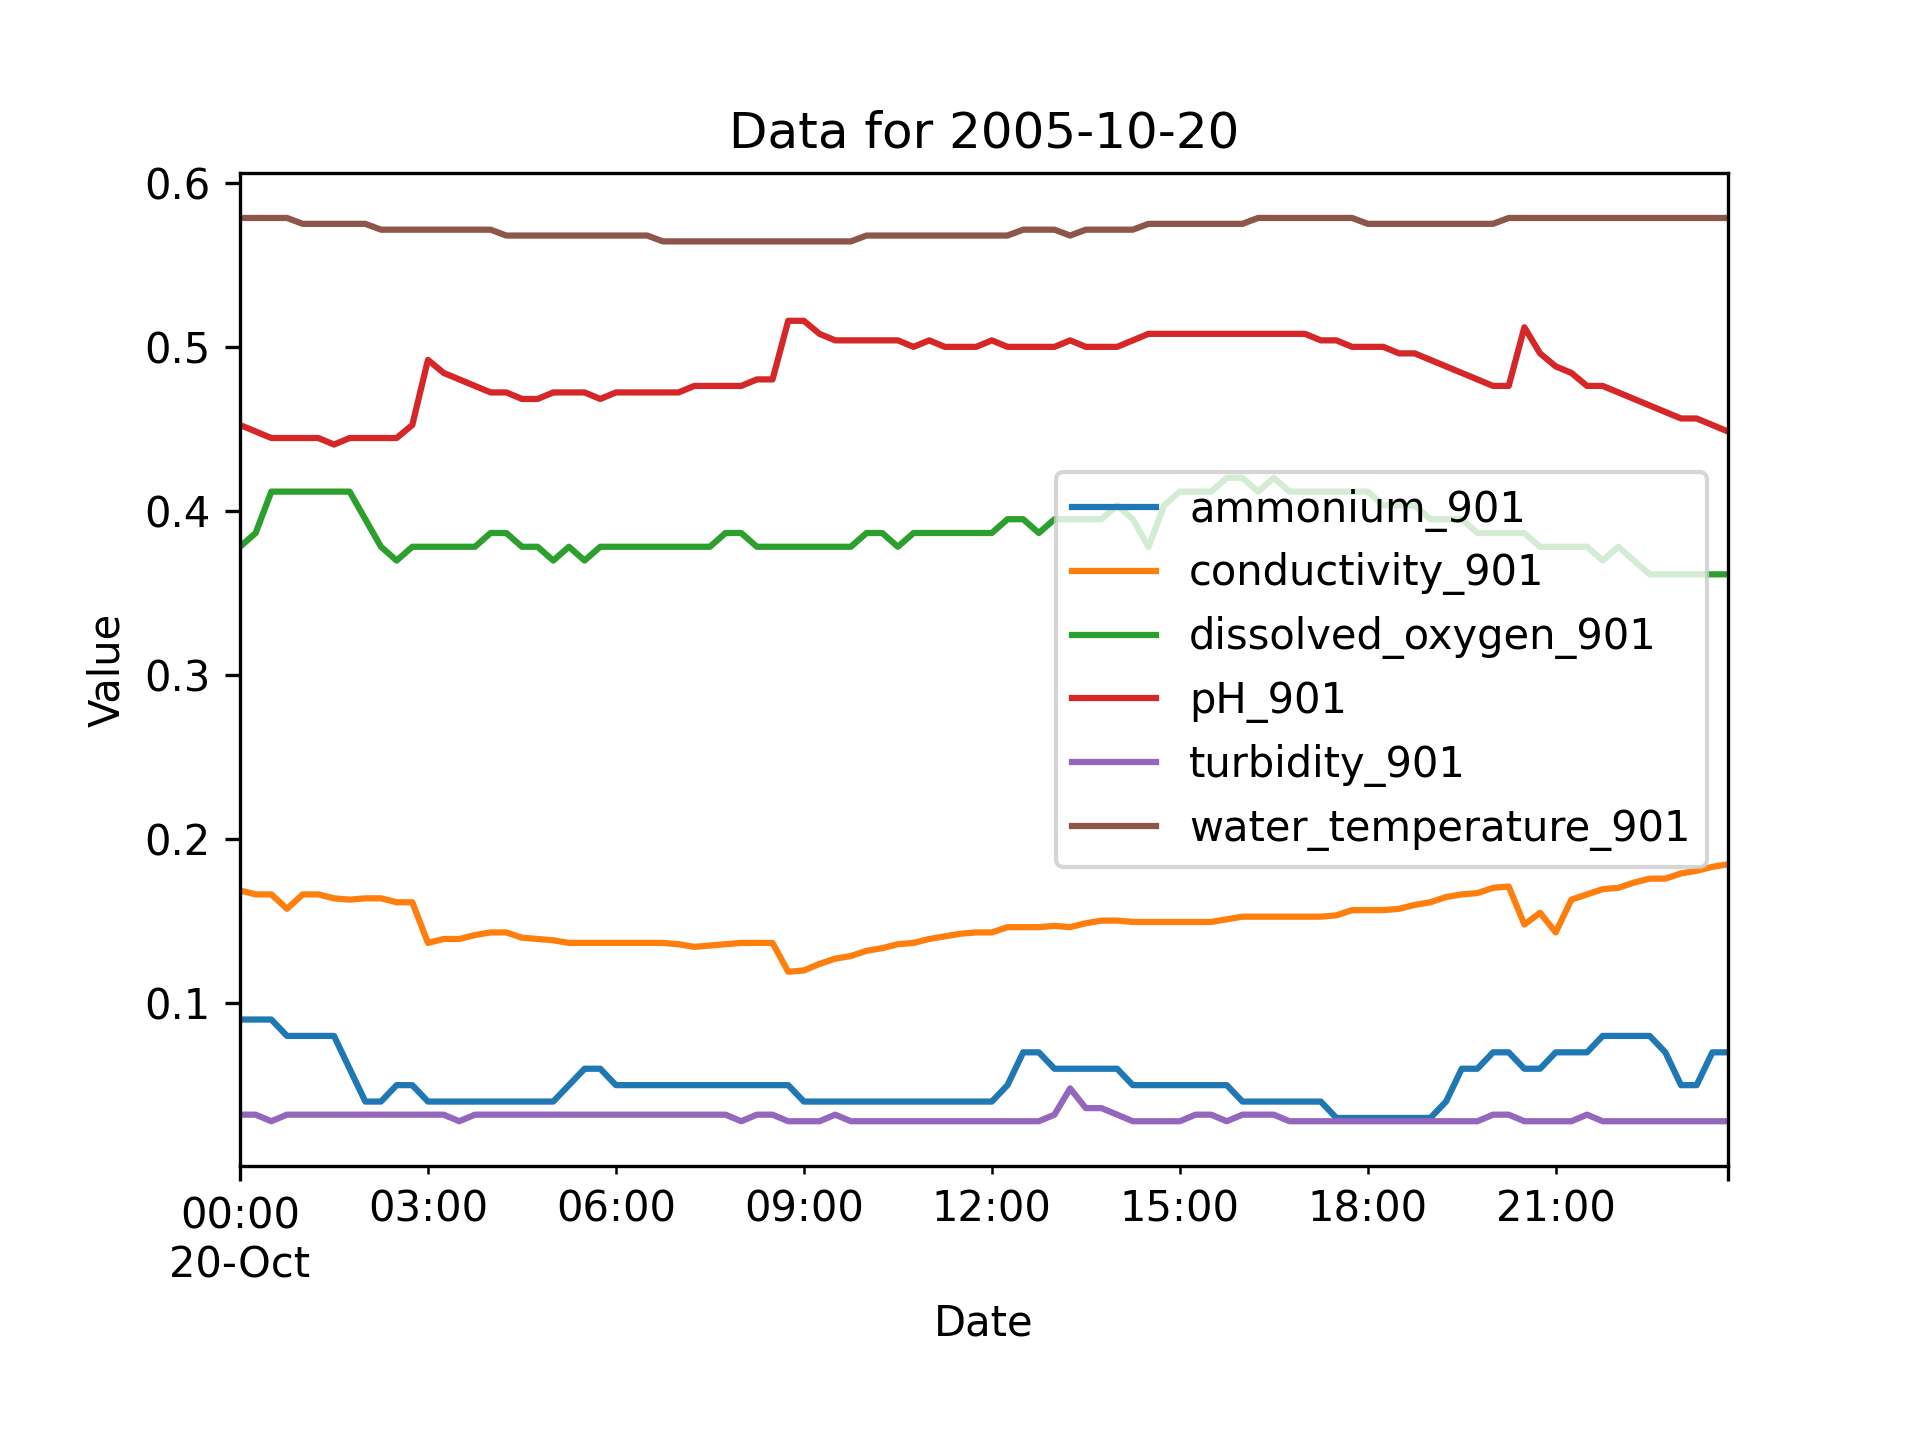 Data for 2005-10-20
0.6
0.5
0.4
0.3
0.2
0.1
Value
ammonium_901
conductivity_901
dissolved_oxygen_901
pH_901
turbidity_901
water_temperature_901
00:00 03:00 06:00 09:00 12:00 15:00 18:00 21:00
20-Oct
Date